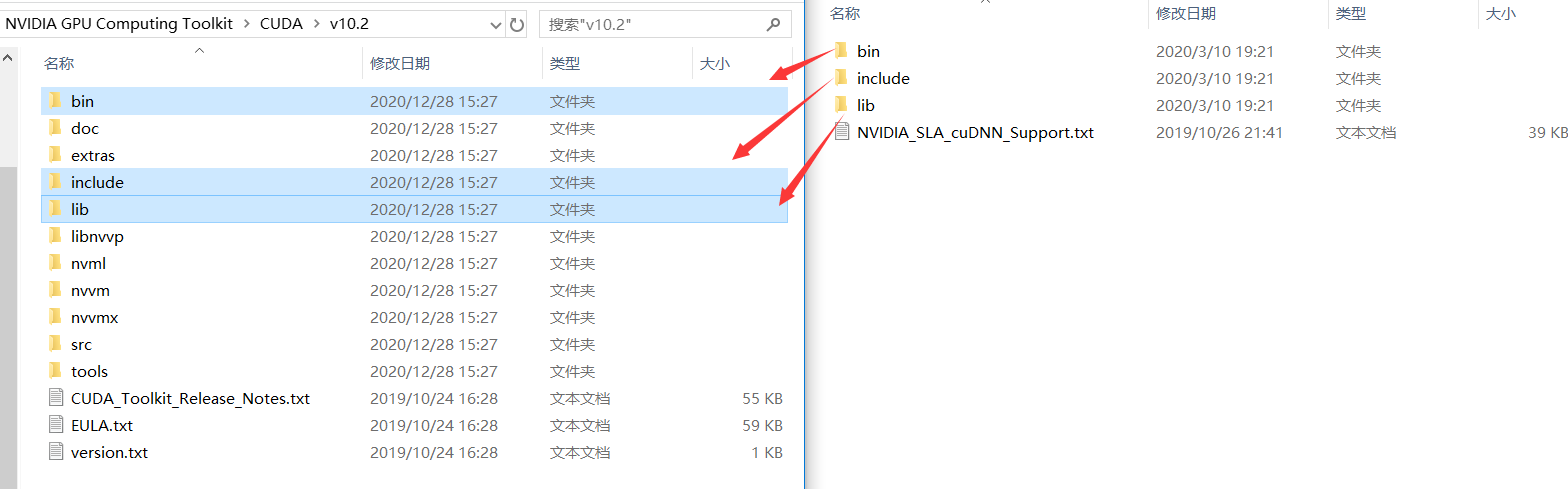 NVIDIA GPU Computing Toolkit > CUDA > v10.2 搜索"v10.2"
名称 修改日期 类型 大小
bin 2020/12/28 15:27 文件夹
doc 2020/12/28 15:27 文件夹
extras 2020/12/28 15:27 文件夹
include 2020/12/28 15:27 文件夹
lib 2020/12/28 15:27 文件夹
libnvvp 2020/12/28 15:27 文件夹
nvml 2020/12/28 15:27 文件夹
nvvm 2020/12/28 15:27 文件夹
nvvmx 2020/12/28 15:27 文件夹
src 2020/12/28 15:27 文件夹
tools 2020/12/28 15:27 文件夹
CUDA_Toolkit_Release_Notes.txt 2019/10/24 16:28 文本文档 55 KB
EULA.txt 2019/10/24 16:28 文本文档 59 KB
version.txt 2019/10/24 16:28 文本文档 1 KB
名称 修改日期 类型 大小
bin 2020/3/10 19:21 文件夹
include 2020/3/10 19:21 文件夹
lib 2020/3/10 19:21 文件夹
NVIDIA_SLA_cuDNN_Support.txt 2019/10/26 21:41 文本文档 39 KB